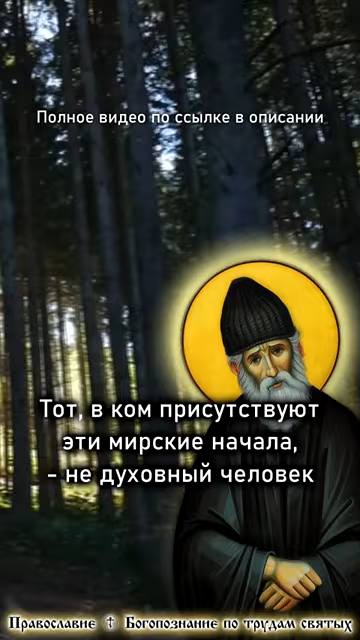 Полное видео по ссылке в описании
Тот, в ком присутствуют
эти мирские начала,
- не духовный человек
Православие ☦ Богопознание по трудам святых